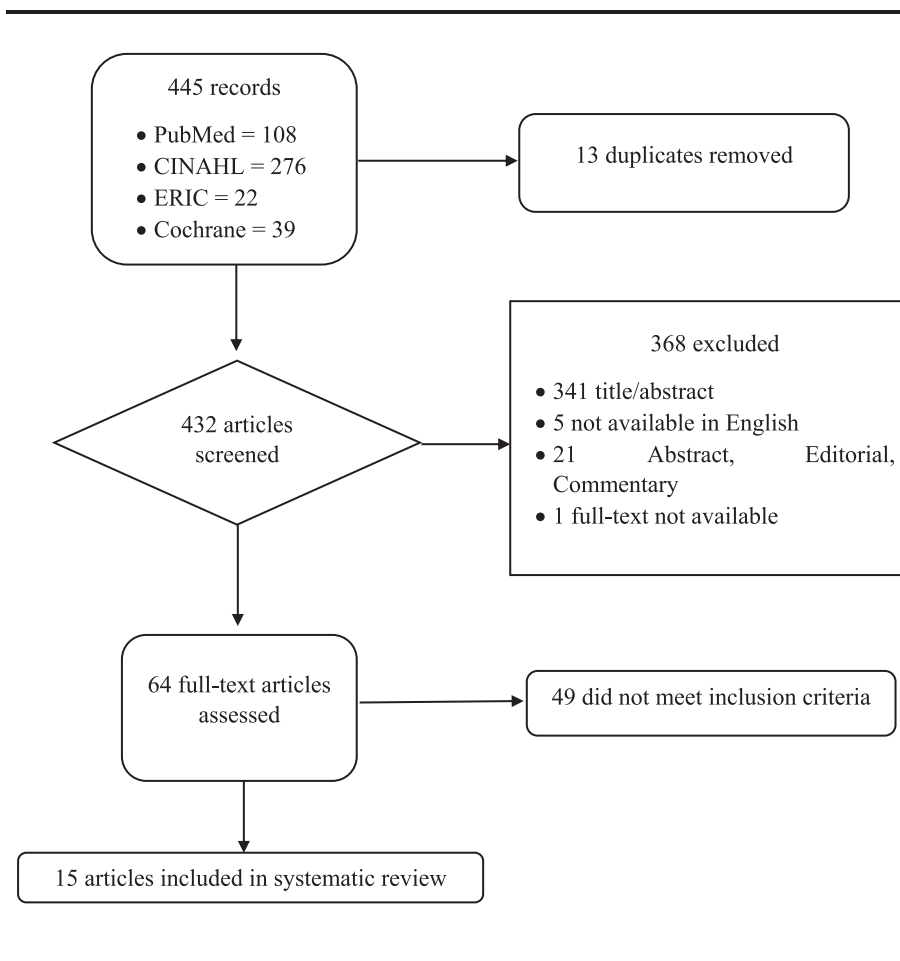 445 records
• PubMed = 108
• CINAHL = 276
• ERIC = 22
• Cochrane = 39
13 duplicates removed
432 articles
screened
368 excluded
• 341 title/abstract
• 5 not available in English
• 21 Abstract, Editorial,
Commentary
• 1 full-text not available
64 full-text articles
assessed
49 did not meet inclusion criteria
15 articles included in systematic review